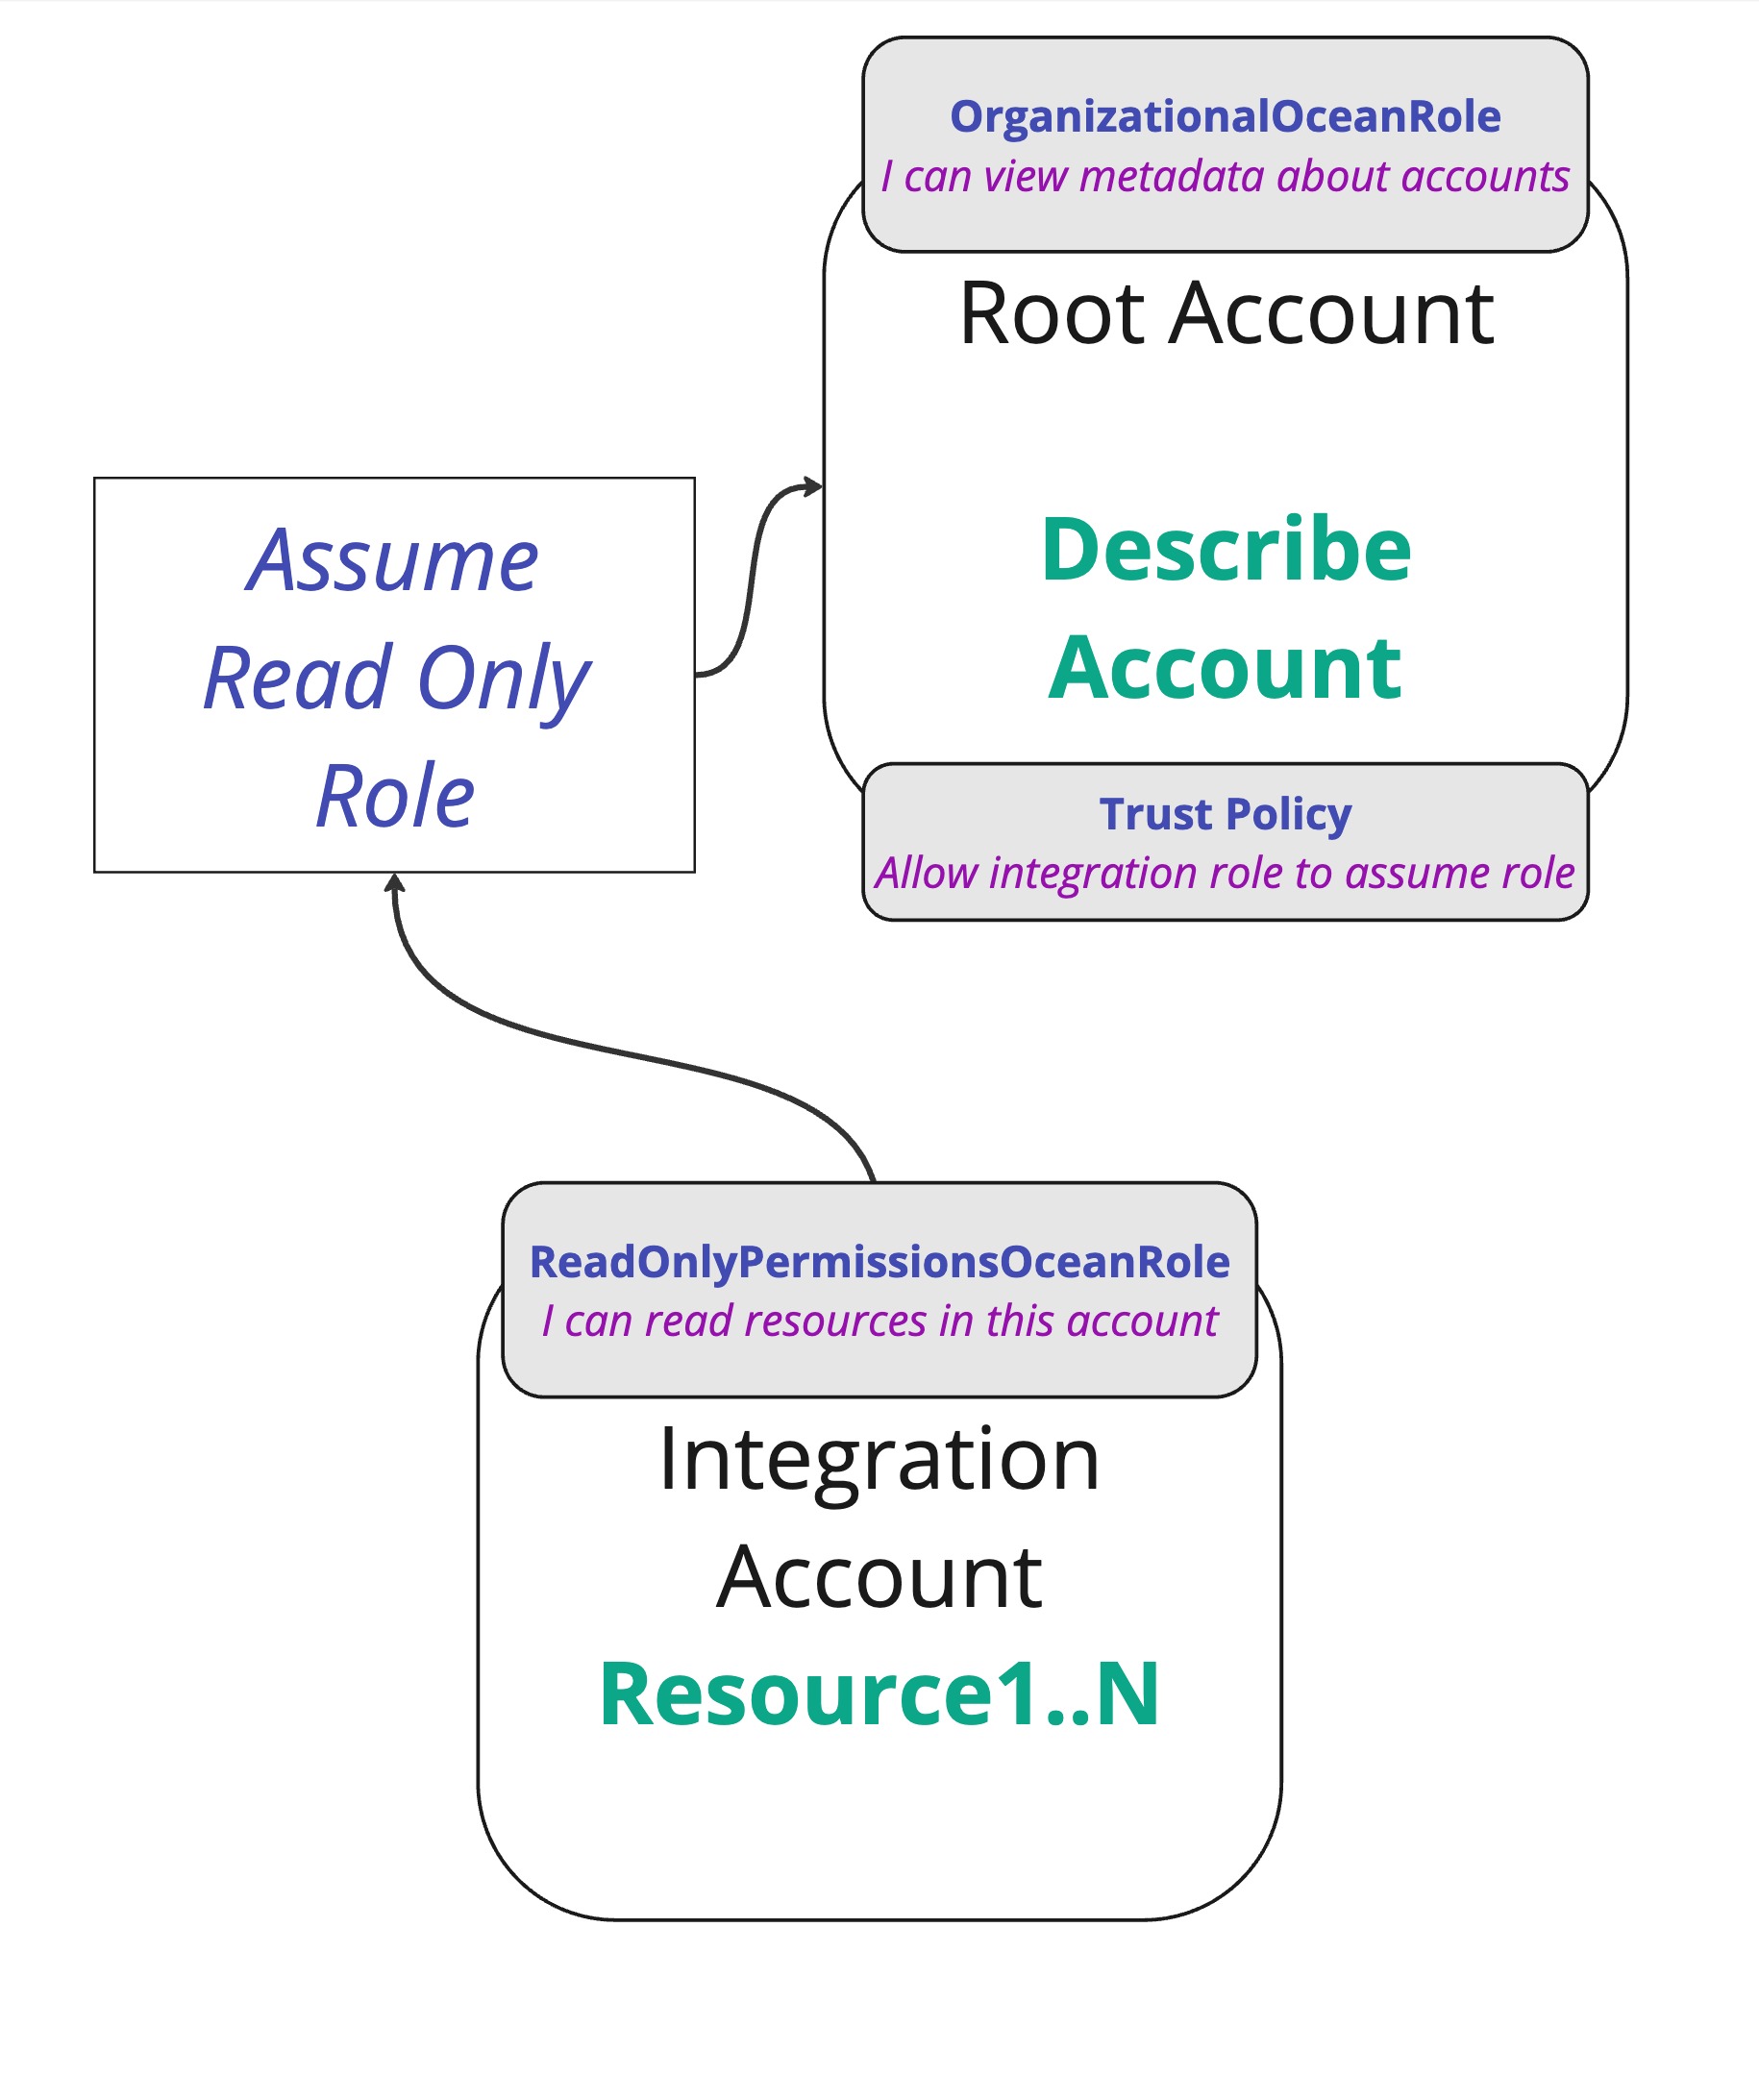 OrganizationalOceanRole
I can view metadata about accounts
Root Account
Describe
Account
Trust Policy
Allow integration role to assume role
Assume
Read Only
Role
ReadOnlyPermissionsOceanRole
I can read resources in this account
Integration
Account
Resource1..N